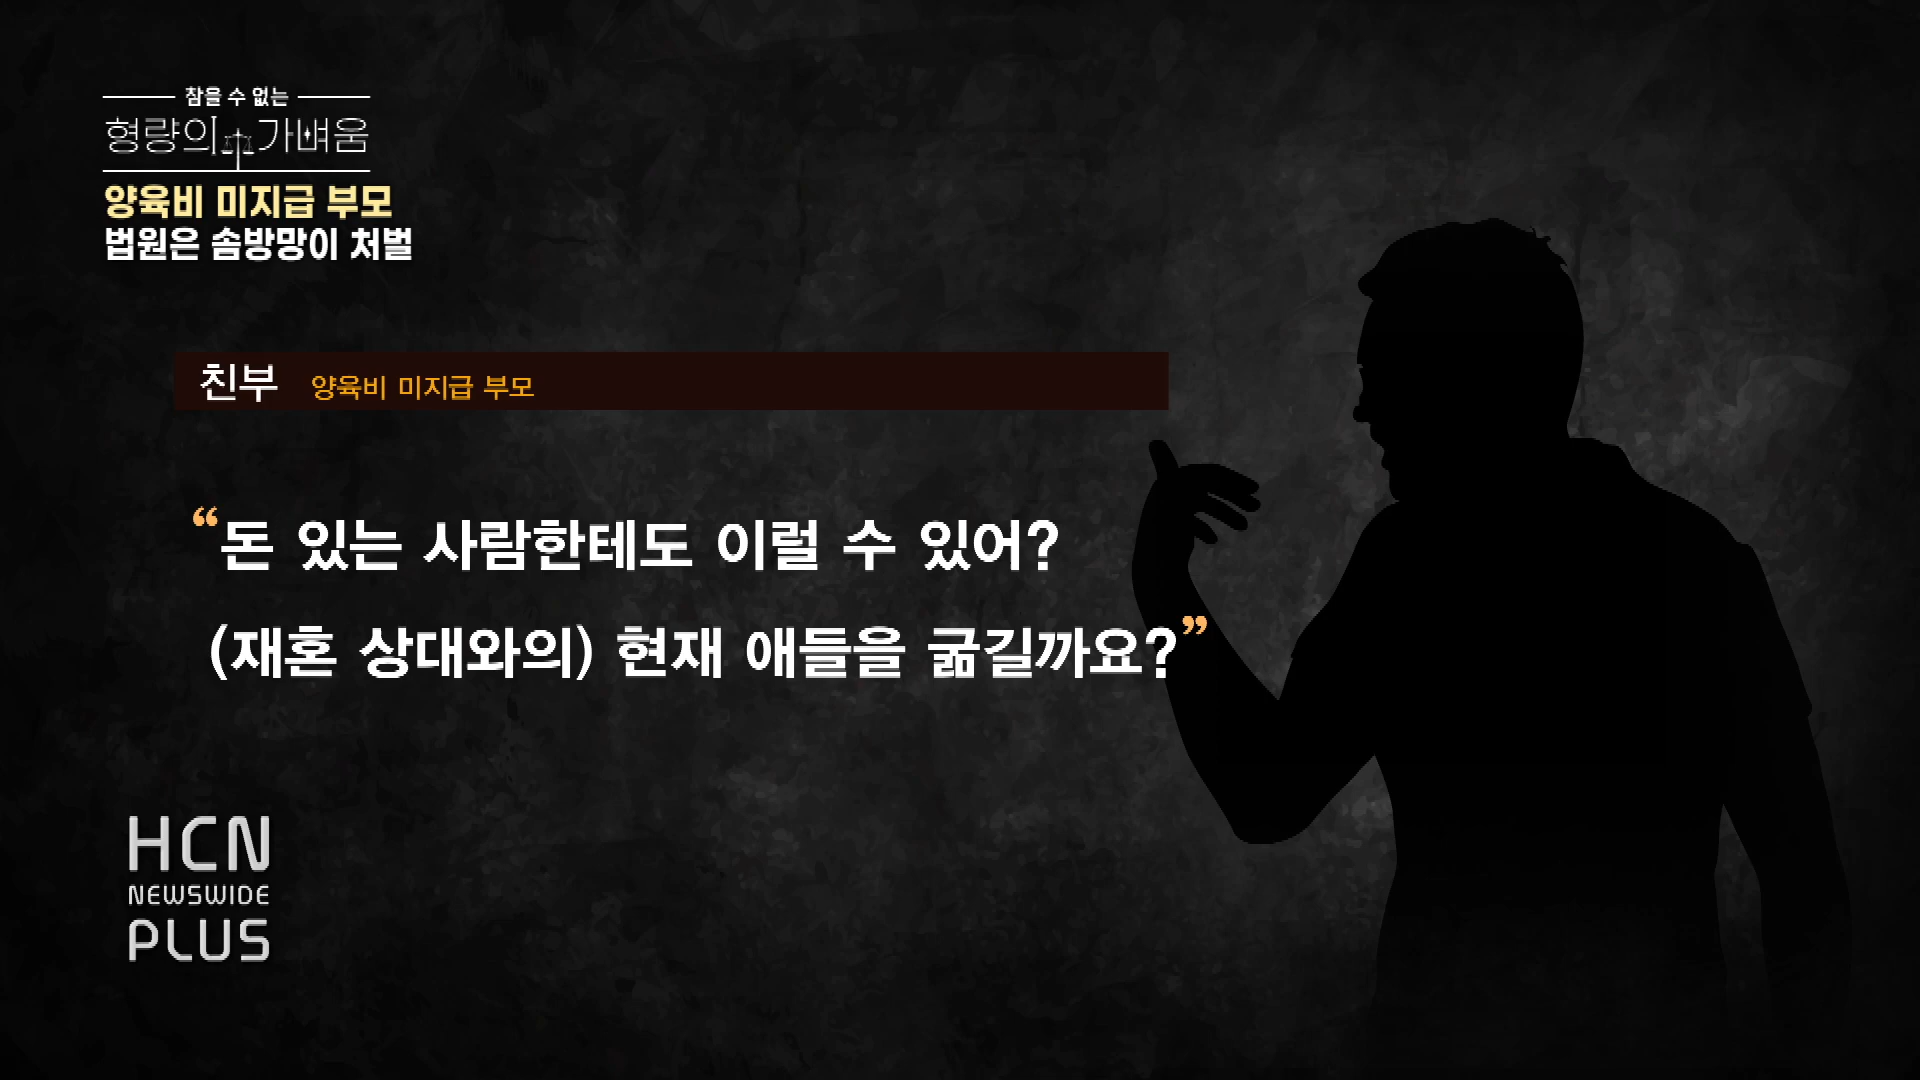 참을 수 없는
형량의 가벼움
양육비 미지급 부모
법원은 솜방망이 처벌
친부 양육비 미지급 부모
“돈 있는 사람한테도 이럴 수 있어?
(재혼 상대와의) 현재 애들을 굶길까요?”
HCN
NEWSWIDE
PLUS